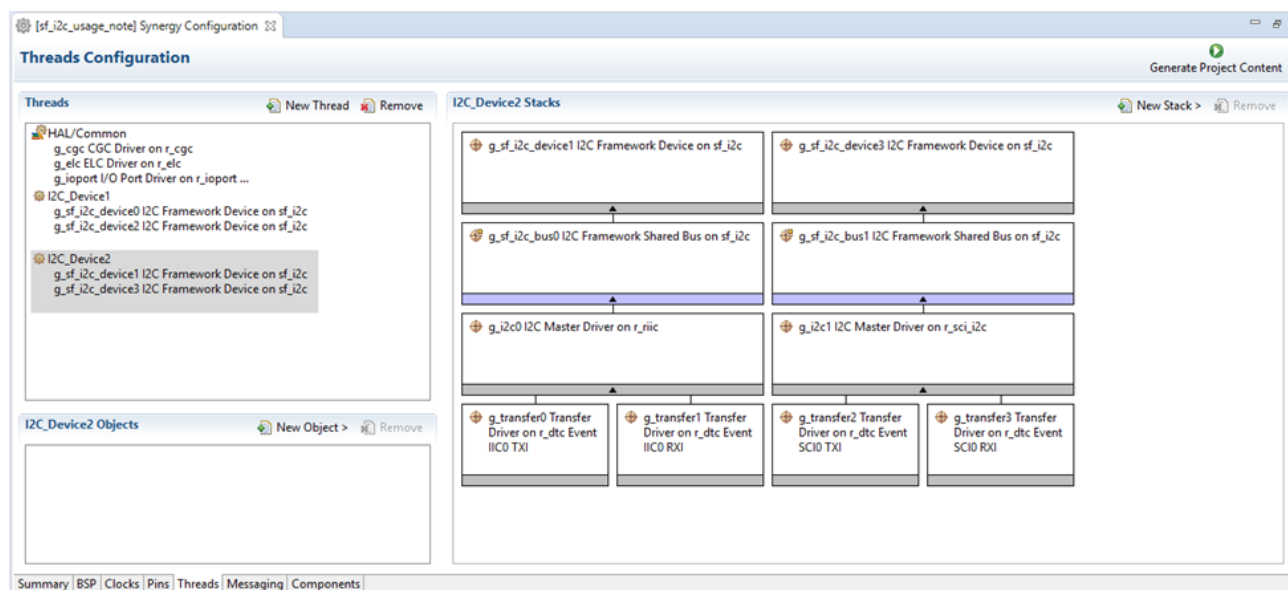 [sf_i2c_usage_note] Synergy Configuration
Threads Configuration
Generate Project Content
Threads
New Thread
Remove
HAL/Common
g_cgc CGC Driver on r_cgc
g_elc ELC Driver on r_elc
g_ioport I/O Port Driver on r_ioport ...
I2C_Device1
g_sf_i2c_device0 I2C Framework Device on sf_i2c
g_sf_i2c_device2 I2C Framework Device on sf_i2c
I2C_Device2
g_sf_i2c_device1 I2C Framework Device on sf_i2c
g_sf_i2c_device3 I2C Framework Device on sf_i2c
I2C_Device2 Objects
New Object >
Remove
I2C_Device2 Stacks
New Stack >
Remove
g_sf_i2c_device1 I2C Framework Device on sf_i2c
g_sf_i2c_device3 I2C Framework Device on sf_i2c
g_sf_i2c_bus0 I2C Framework Shared Bus on sf_i2c
g_sf_i2c_bus1 I2C Framework Shared Bus on sf_i2c
g_i2c0 I2C Master Driver on r_riic
g_i2c1 I2C Master Driver on r_sci_i2c
g_transfer0 Transfer
Driver on r_dtc Event
IIC0 TXI
g_transfer1 Transfer
Driver on r_dtc Event
IIC0 RXI
g_transfer2 Transfer
Driver on r_dtc Event
SCI0 TXI
g_transfer3 Transfer
Driver on r_dtc Event
SCI0 RXI
Summary BSP Clocks Pins Threads Messaging Components